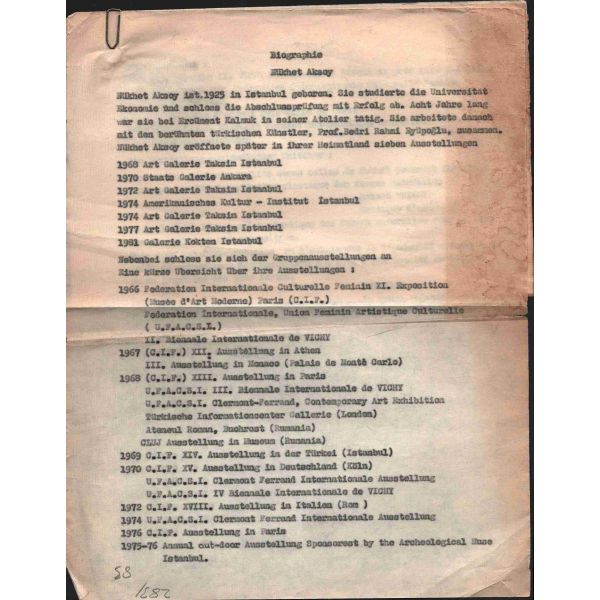 Biographie
Nükhet Aksoy
Nükhet Aksoy ist.1925 in Istanbul geboren. Sie studierte die Universität
Ekonomie und schloss die Abschlussprüfung mit Erfolg ab. Acht Jahre lang
war sie bei Ercüment Kalmuk in seiner Atelier tätig. Sie arbeitete danach
mit den berühmten türkischen Künstler, Prof.Bedri Rahmi Eyüpoğlu, zusammen.
Nükhet Aksoy eröffnete später in ihrer Heimatland sieben Ausstellungen
1968 Art Galerie Taksim Istanbul
1970 Staats Galerie Ankara
1972 Art Galerie Taksim Istanbul
1974 Amerikanisches Kultur - Institut İstanbul
1974 Art Galerie Taksim Istanbul
1977 Art Galerie Taksim Istanbul
1981 Galerie Kokten Istanbul
Nebenbei schloss sie sich der Gruppenausstellungen an
Eine kürze Übersicht über ihre Ausstellungen :
1966 Federation Internationale Culturelle Feminin XI. Exposition
(Musée d'Art Moderne) Paris (C.I.F.)
Federation Internationale, Union Feminin Artistique Culturelle
( U.F.A.C.S.I.)
II. Biennale Internationale de VICHY
1967 (C.I.F.) XII. Ausstellung in Athen
III. Ausstellung in Monaco (Palais de Monté Carlo)
1968 (C.I.F.) XIII. Ausstellung in Paris
U.F.A.C.S.I. III. Biennale Internationale de VICHY
U.F.A.C.S.I. Clermont-Ferrand, Contemporary Art Exhibition
Türkische Informationcenter Gallerie (London)
Ateneul Roman, Buchrest (Rumania)
CLUJ Ausstellung in Museum (Rumania)
1969 C.I.F. XIV. Ausstellung in der Türkei (Istanbul)
1970 C.I.F. XV. Ausstellung in Deutschland (Köln)
U.F.A.C.S.I. Clermont Ferrand Internationale Ausstellung
U.F.A.C.S.I. IV Biennale Internationale de VICHY
1972 C.I.F. XVIII. Ausstellung in Italien (Rom )
1974 U.F.A.C.S.I. Clermont Ferrand Internationale Ausstellung
1976 C.I.F. Ausstellung in Paris
1975-76 Annual out-door Ausstellung Sponsorest by the Archeological Muse
Istanbul.